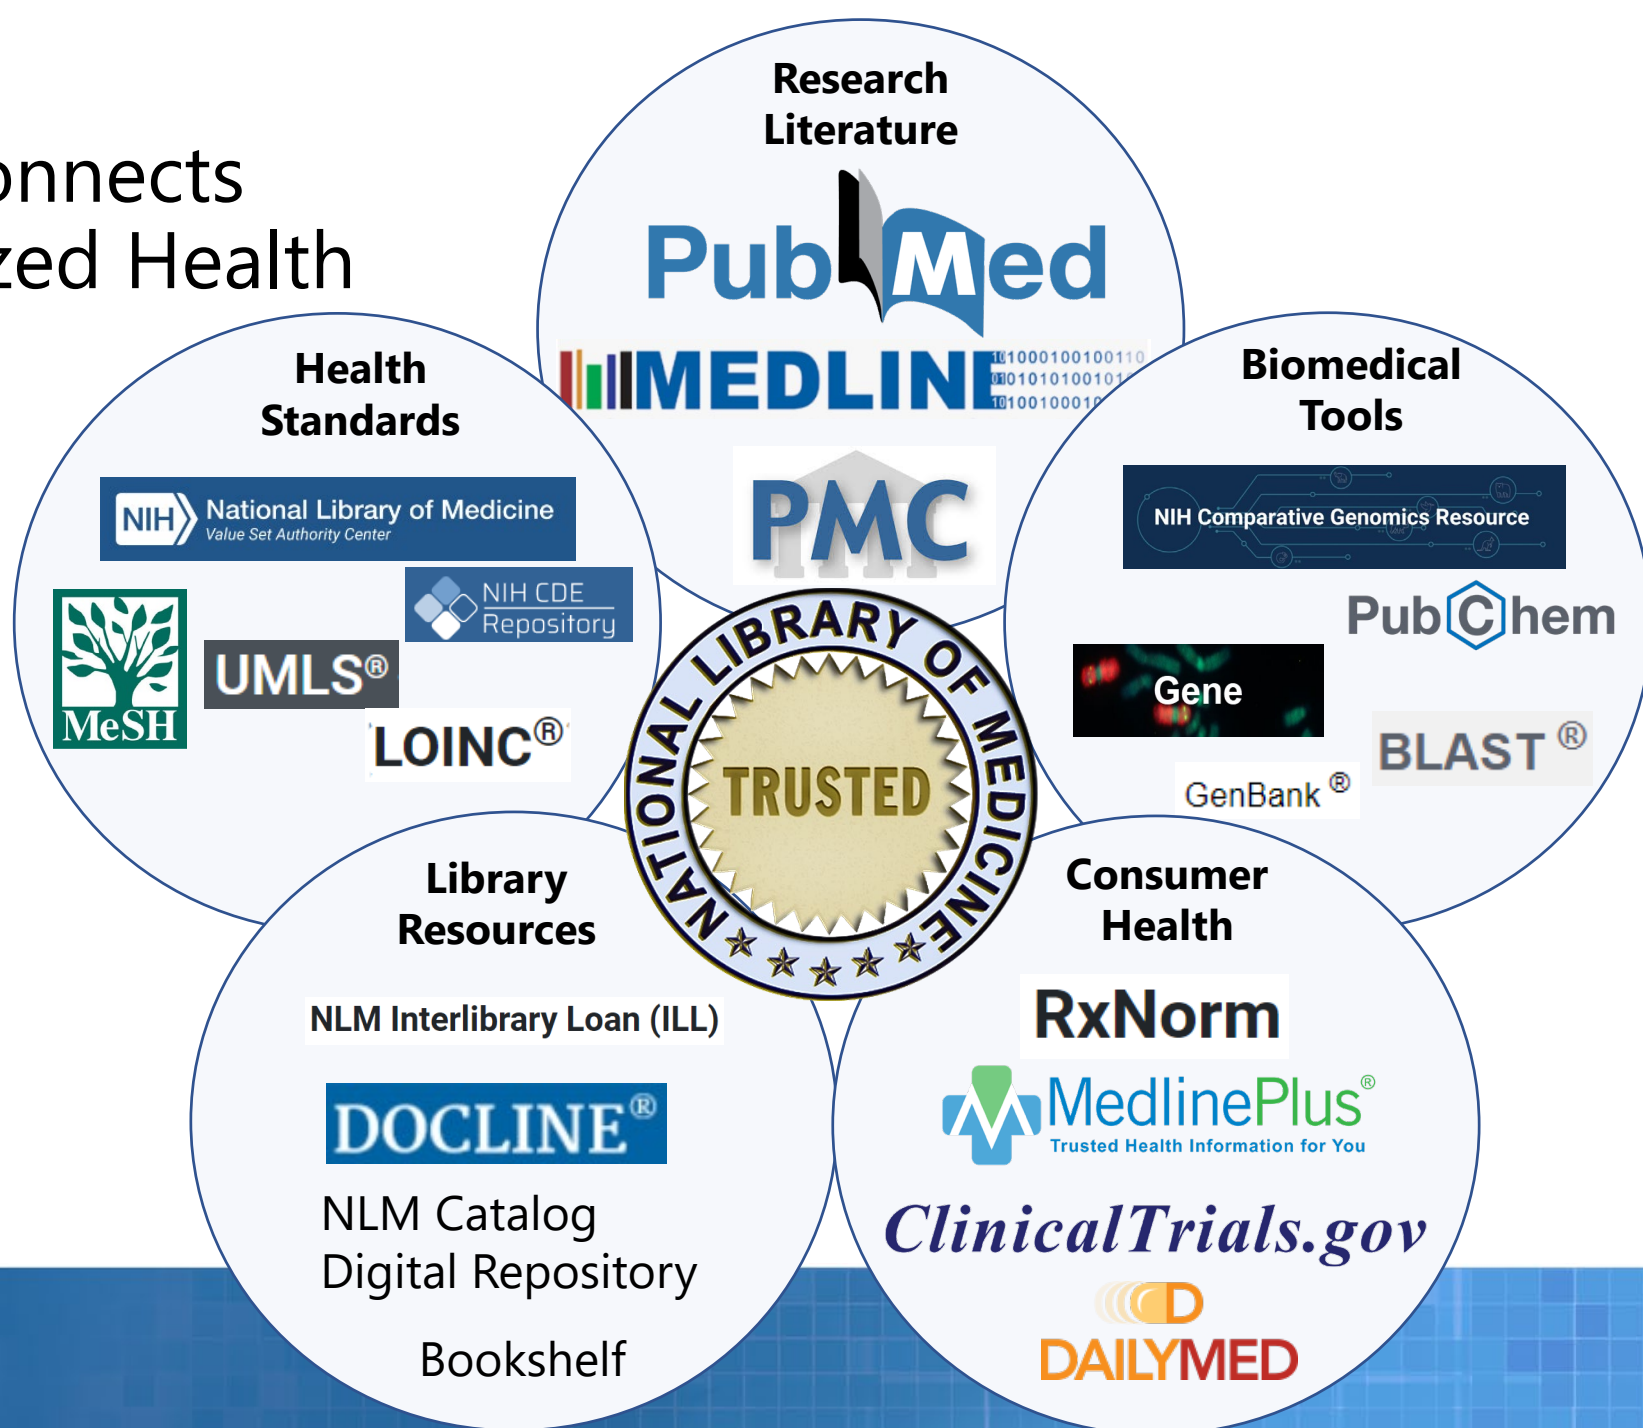 onnects
zed Health
Research
Literature
PubMed
MEDLINE
PMC
Health
Standards
NIH National Library of Medicine
Value Set Authority Center
NIH CDE
Repository
MeSH
UMLS®
LOINC®
Biomedical
Tools
NIH Comparative Genomics Resource
PubChem
Gene
BLAST ®
GenBank ®
NATIONAL LIBRARY OF MEDICINE
TRUSTED
Library
Resources
NLM Interlibrary Loan (ILL)
DOCLINE®
NLM Catalog
Digital Repository
Bookshelf
Consumer
Health
RxNorm
MedlinePlus®
Trusted Health Information for You
ClinicalTrials.gov
D
DAILYMED